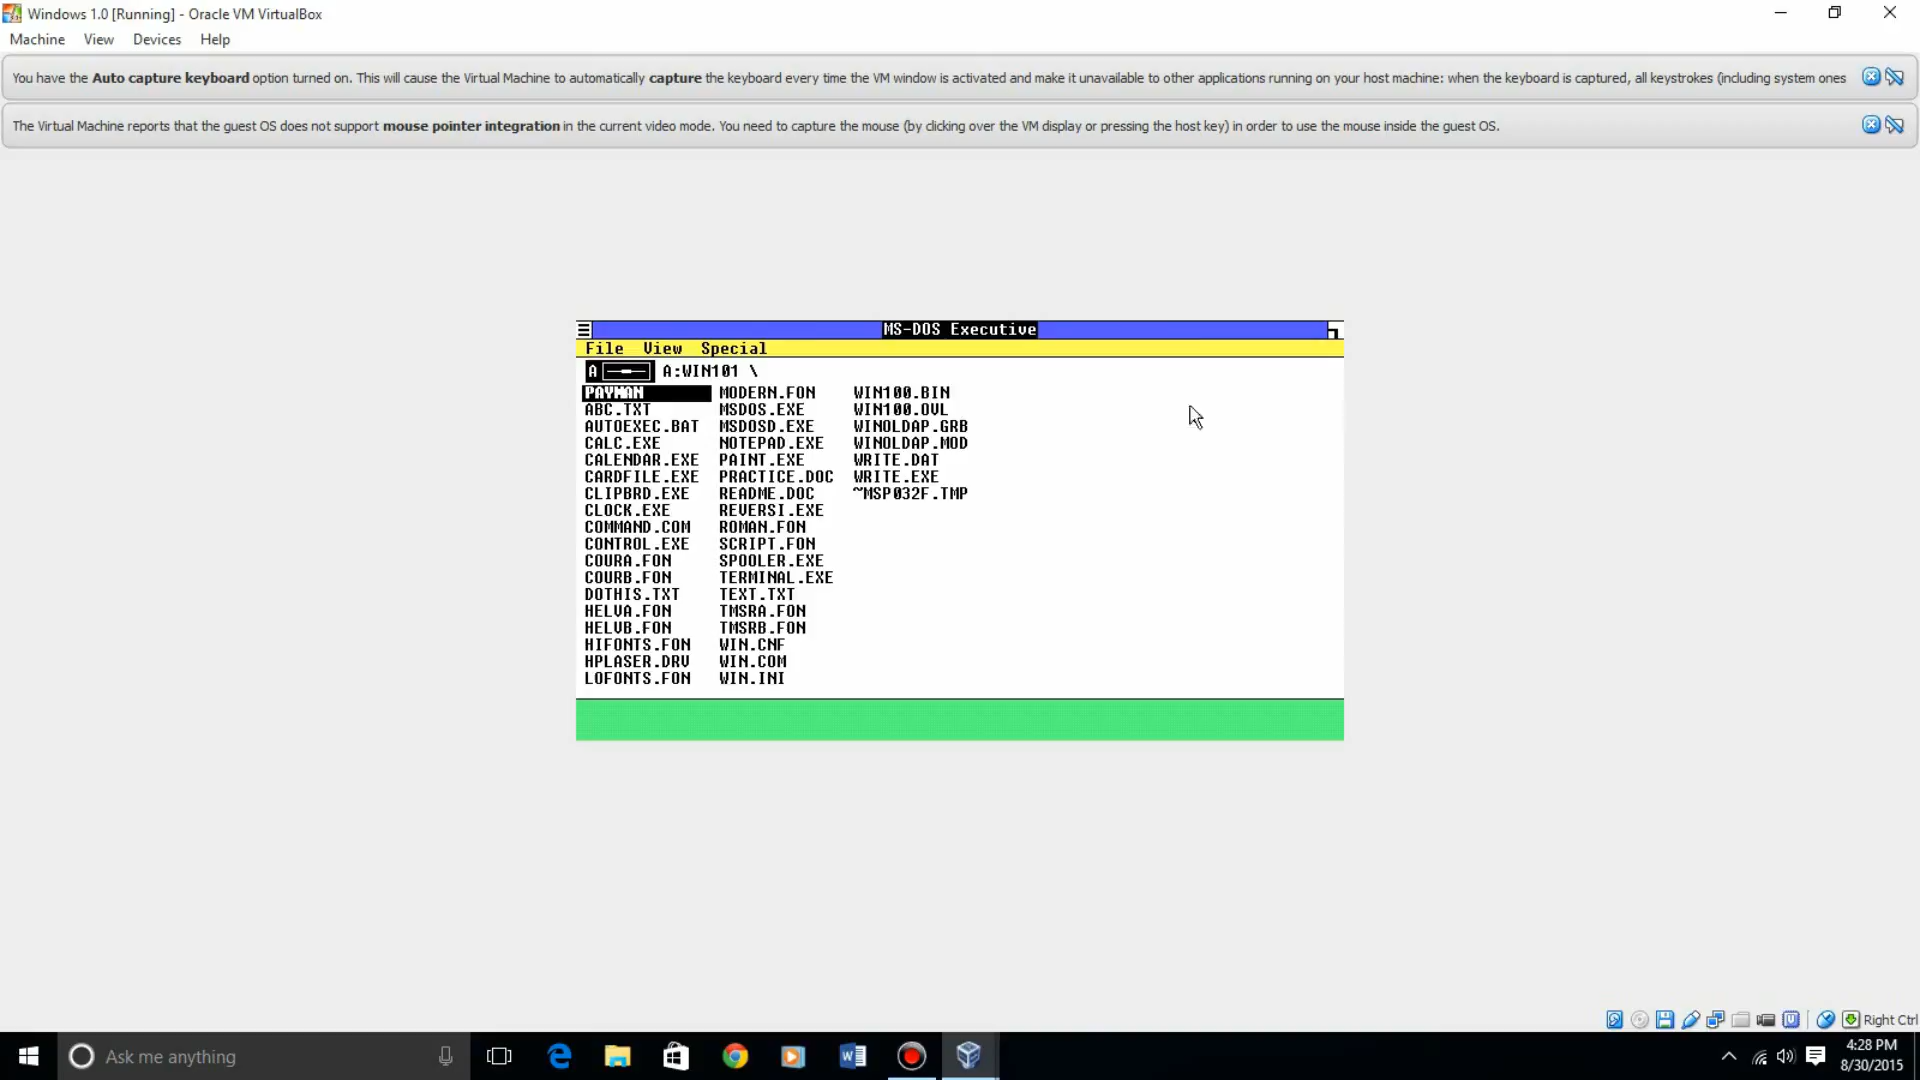 Windows 1.0 [Running] - Oracle VM VirtualBox
Machine View Devices Help
You have the Auto capture keyboard option turned on. This will cause the Virtual Machine to automatically capture the keyboard every time the VM window is activated and make it unavailable to other applications running on your host machine: when the keyboard is captured, all keystrokes (including system ones
The Virtual Machine reports that the guest OS does not support mouse pointer integration in the current video mode. You need to capture the mouse (by clicking over the VM display or pressing the host key) in order to use the mouse inside the guest OS.
MS-DOS Executive
File View Special
A A:WIN101 \
PAYMAN MODERN.FON WIN100.BIN
ABC.TXT MSDOS.EXE WIN100.OVL
AUTOEXEC.BAT MSDOSD.EXE WINOLDAP.GRB
CALC.EXE NOTEPAD.EXE WINOLDAP.MOD
CALENDAR.EXE PAINT.EXE WRITE.DAT
CARDFILE.EXE PRACTICE.DOC WRITE.EXE
CLIPBRD.EXE README.DOC ~MSP032F.TMP
CLOCK.EXE REVERSI.EXE
COMMAND.COM ROMAN.FON
CONTROL.EXE SCRIPT.FON
COURA.FON SPOOLER.EXE
COURB.FON TERMINAL.EXE
DOTHIS.TXT TEXT.TXT
HELVA.FON TMSRA.FON
HELVB.FON TMSRB.FON
HIFONTS.FON WIN.CNF
HPLASER.DRV WIN.COM
LOFONTS.FON WIN.INI
Right Ctrl
Ask me anything
4:28 PM
8/30/2015